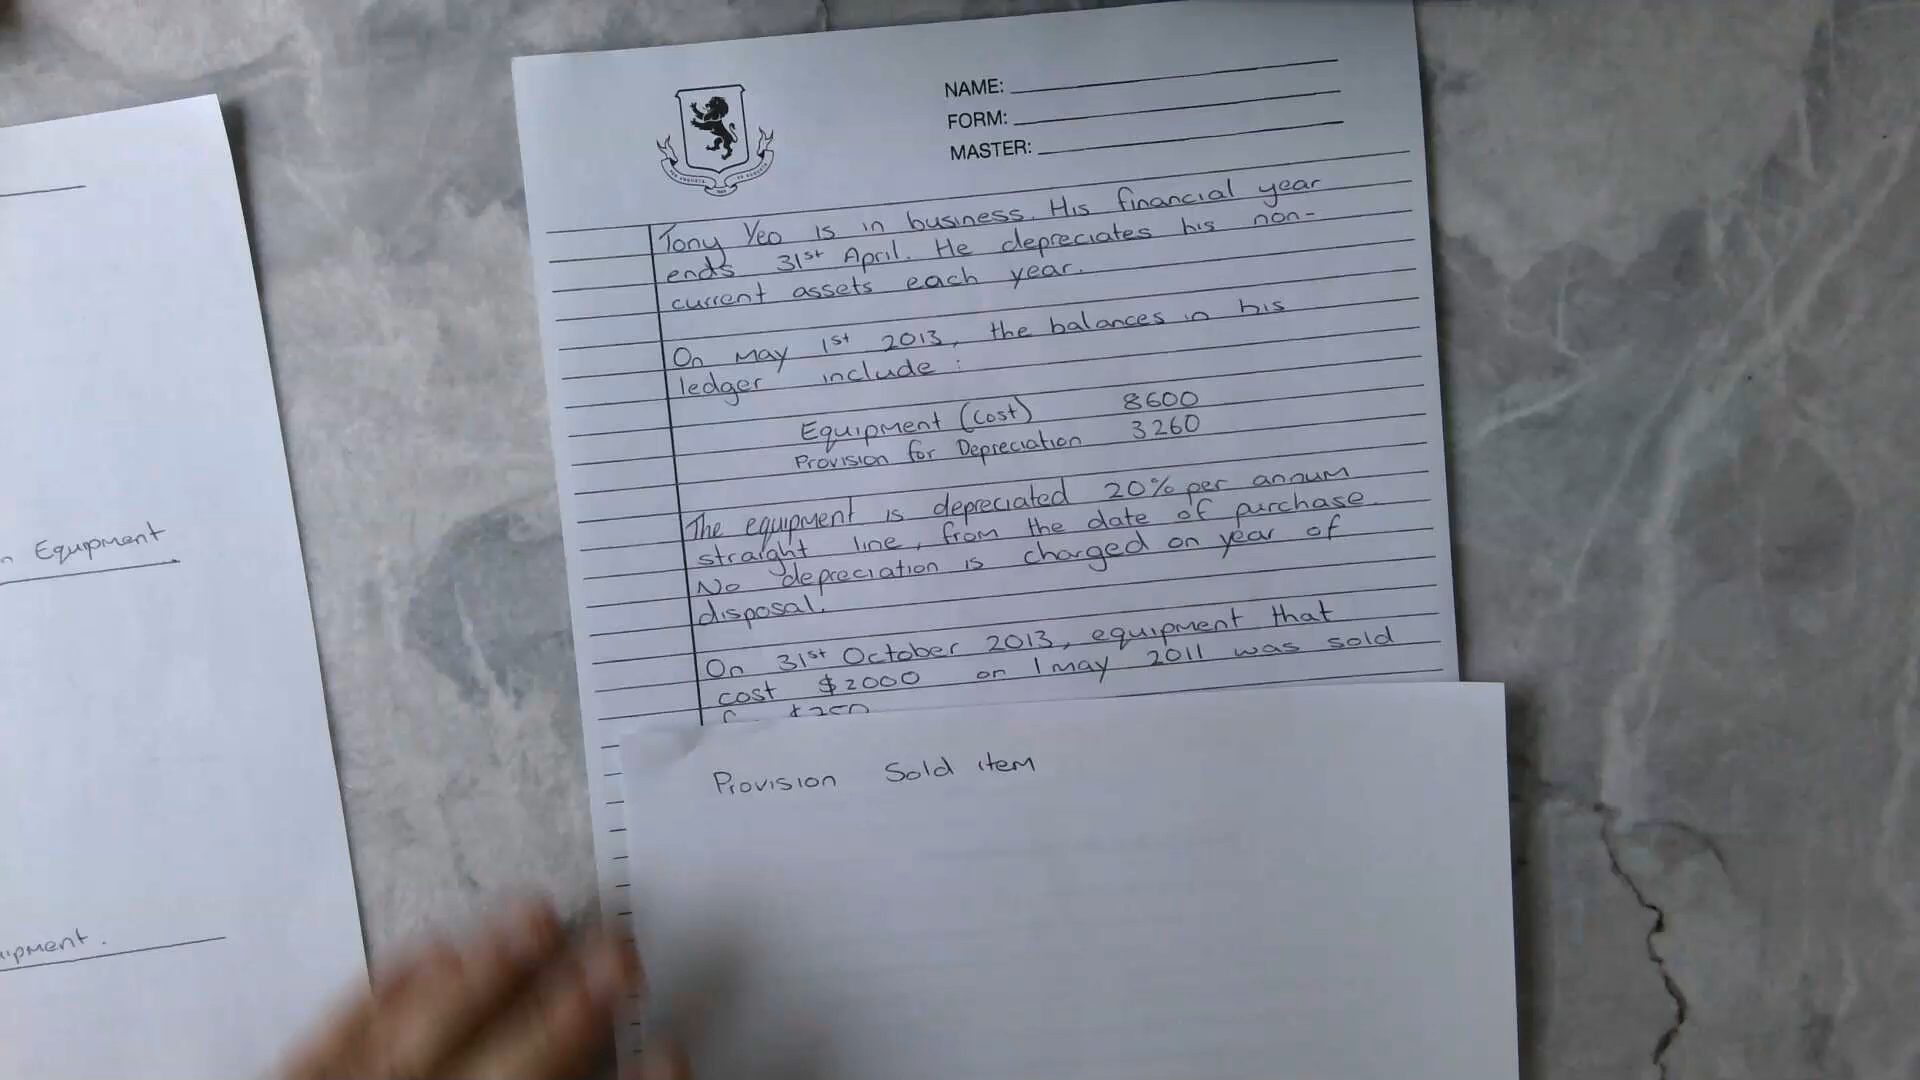 NAME:
FORM:
MASTER:
Tony Yeo is in business. His financial year
ends 31st April. He depreciates his non-
current assets each year.
On May 1st 2013, the balances in his
ledger include :
Equipment (Cost) 8600
Provision for Depreciation 3260
The equipment is depreciated 20% per annum
straight line, from the date of purchase.
No depreciation is charged on year of
disposal.
On 31st October 2013, equipment that
cost $2000 on 1 may 2011 was sold
Provision Sold item
Equipment